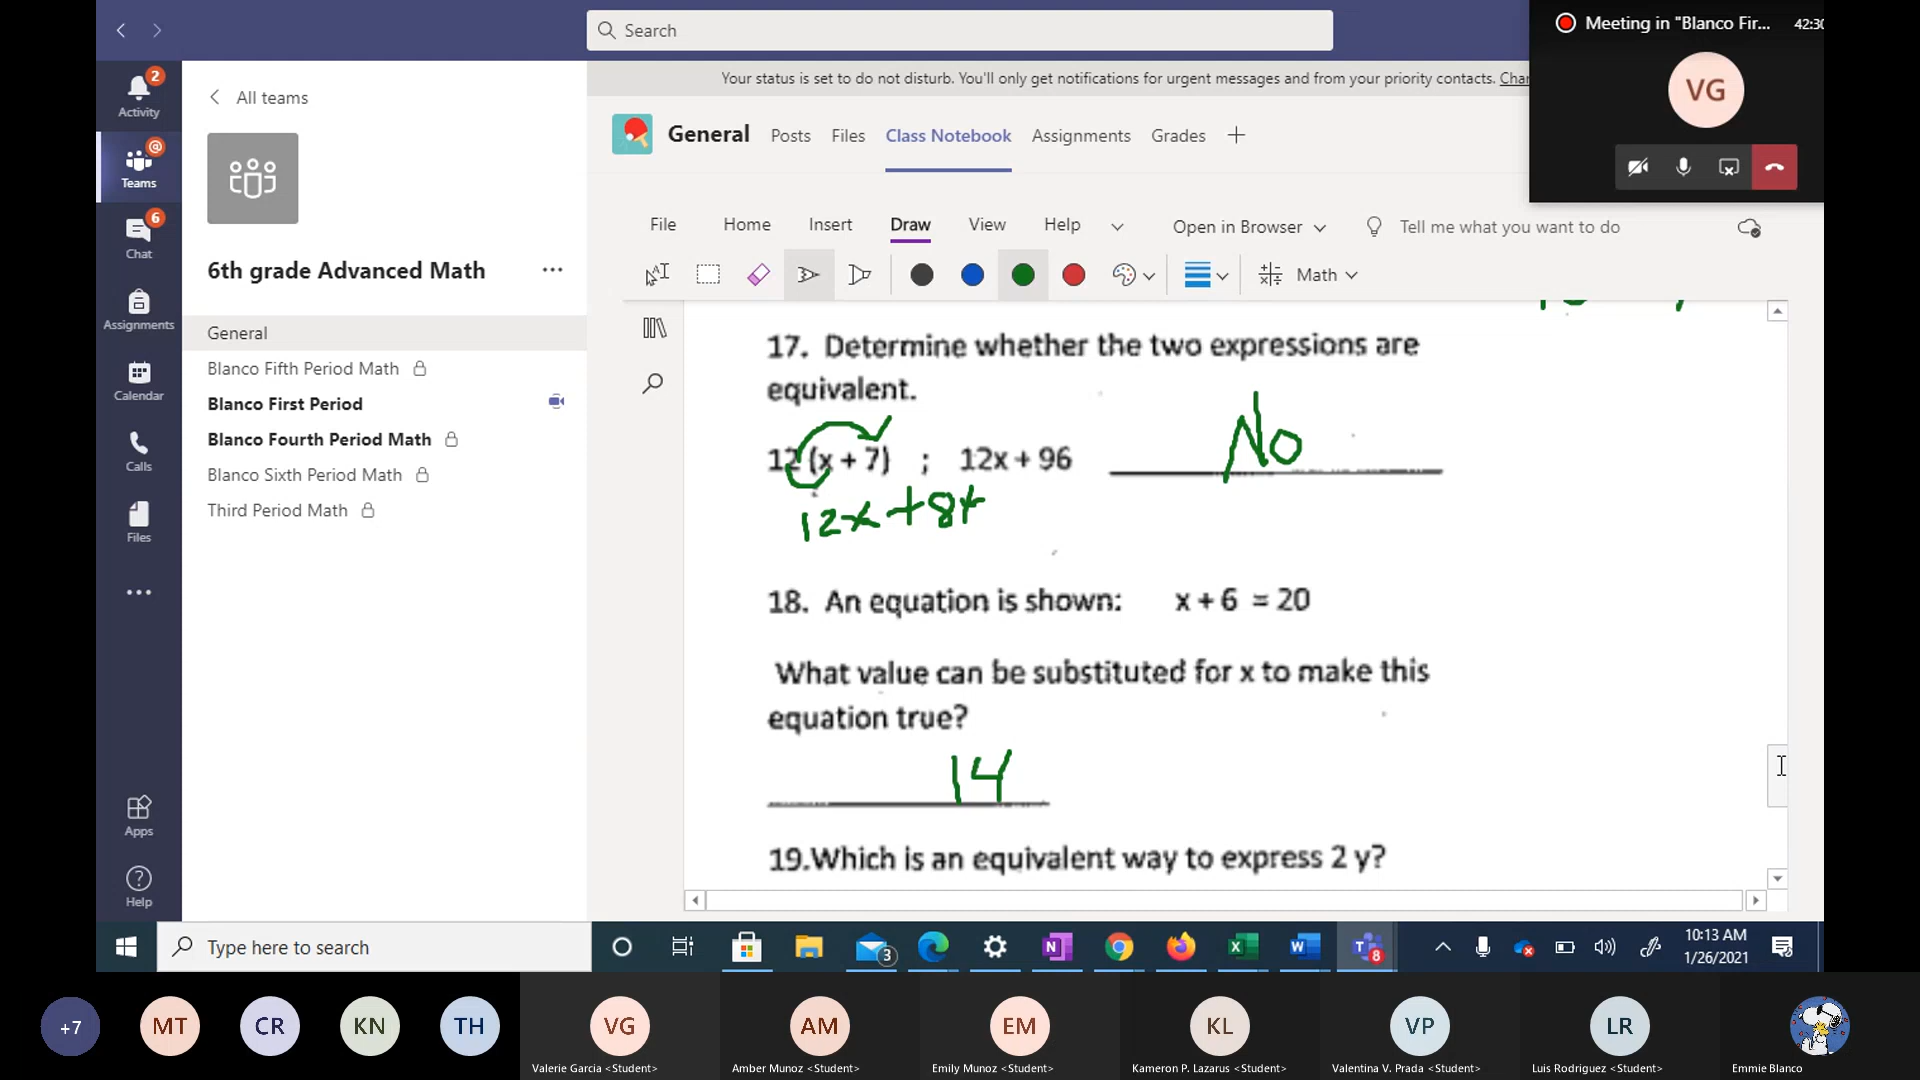 Search
Meeting in "Blanco Fir...
42:30
VG
2
Activity
Teams
6
Chat
Assignments
Calendar
Calls
Files
Apps
Help
All teams
6th grade Advanced Math
General
Blanco Fifth Period Math
Blanco First Period
Blanco Fourth Period Math
Blanco Sixth Period Math
Third Period Math
Your status is set to do not disturb. You'll only get notifications for urgent messages and from your priority contacts. Chan
General Posts Files Class Notebook Assignments Grades
File Home Insert Draw View Help Open in Browser Tell me what you want to do
Math
17. Determine whether the two expressions are
equivalent.
12 (x + 7) ; 12x + 96 No
12x + 84
18. An equation is shown: x + 6 = 20
What value can be substituted for x to make this
equation true?
14
19.Which is an equivalent way to express 2 y?
Type here to search
3
8
10:13 AM
1/26/2021
+7 MT CR KN TH VG AM EM KL VP LR
Valerie Garcia <Student> Amber Munoz <Student> Emily Munoz <Student> Kameron P. Lazarus <Student> Valentina V. Prada <Student> Luis Rodriguez <Student> Emmie Blanco